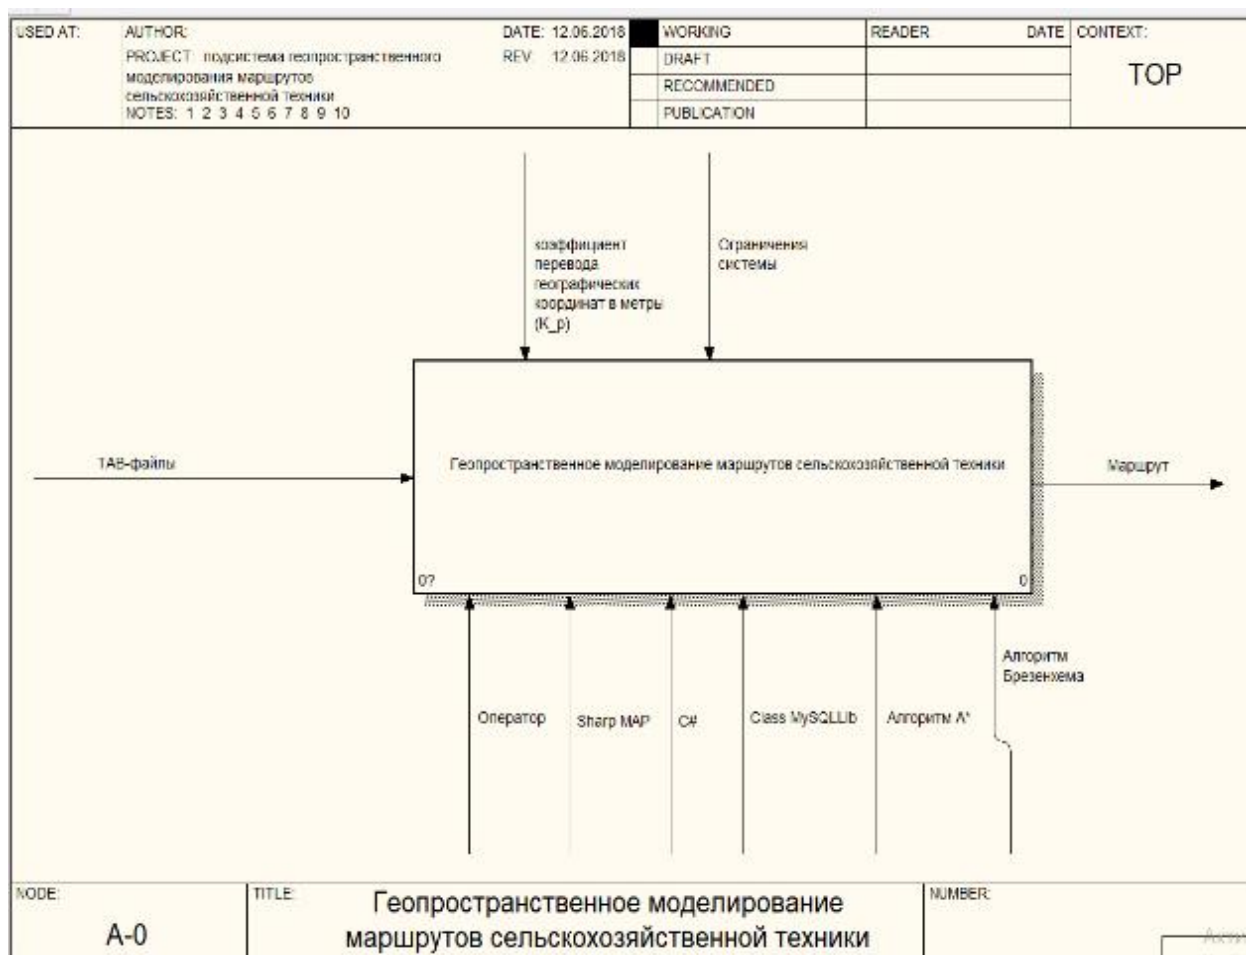 USED AT:
AUTHOR:
DATE: 12.06.2018
PROJECT: подсистема геопространственного
REV: 12.06.2018
моделирования маршрутов
сельскохозяйственной техники
NOTES: 1 2 3 4 5 6 7 8 9 10
WORKING
DRAFT
RECOMMENDED
PUBLICATION
READER
DATE
CONTEXT:
TOP
коэффициент
перевода
географических
координат в метры
(K_p)
Ограничения
системы
TAB-файлы
Геопространственное моделирование маршрутов сельскохозяйственной техники
Маршрут
0?
0
Алгоритм
Брезенхема
Оператор
Sharp MAP
C#
Class MySQLLib
Алгоритм A*
NODE:
A-0
TITLE:
Геопространственное моделирование
маршрутов сельскохозяйственной техники
NUMBER: